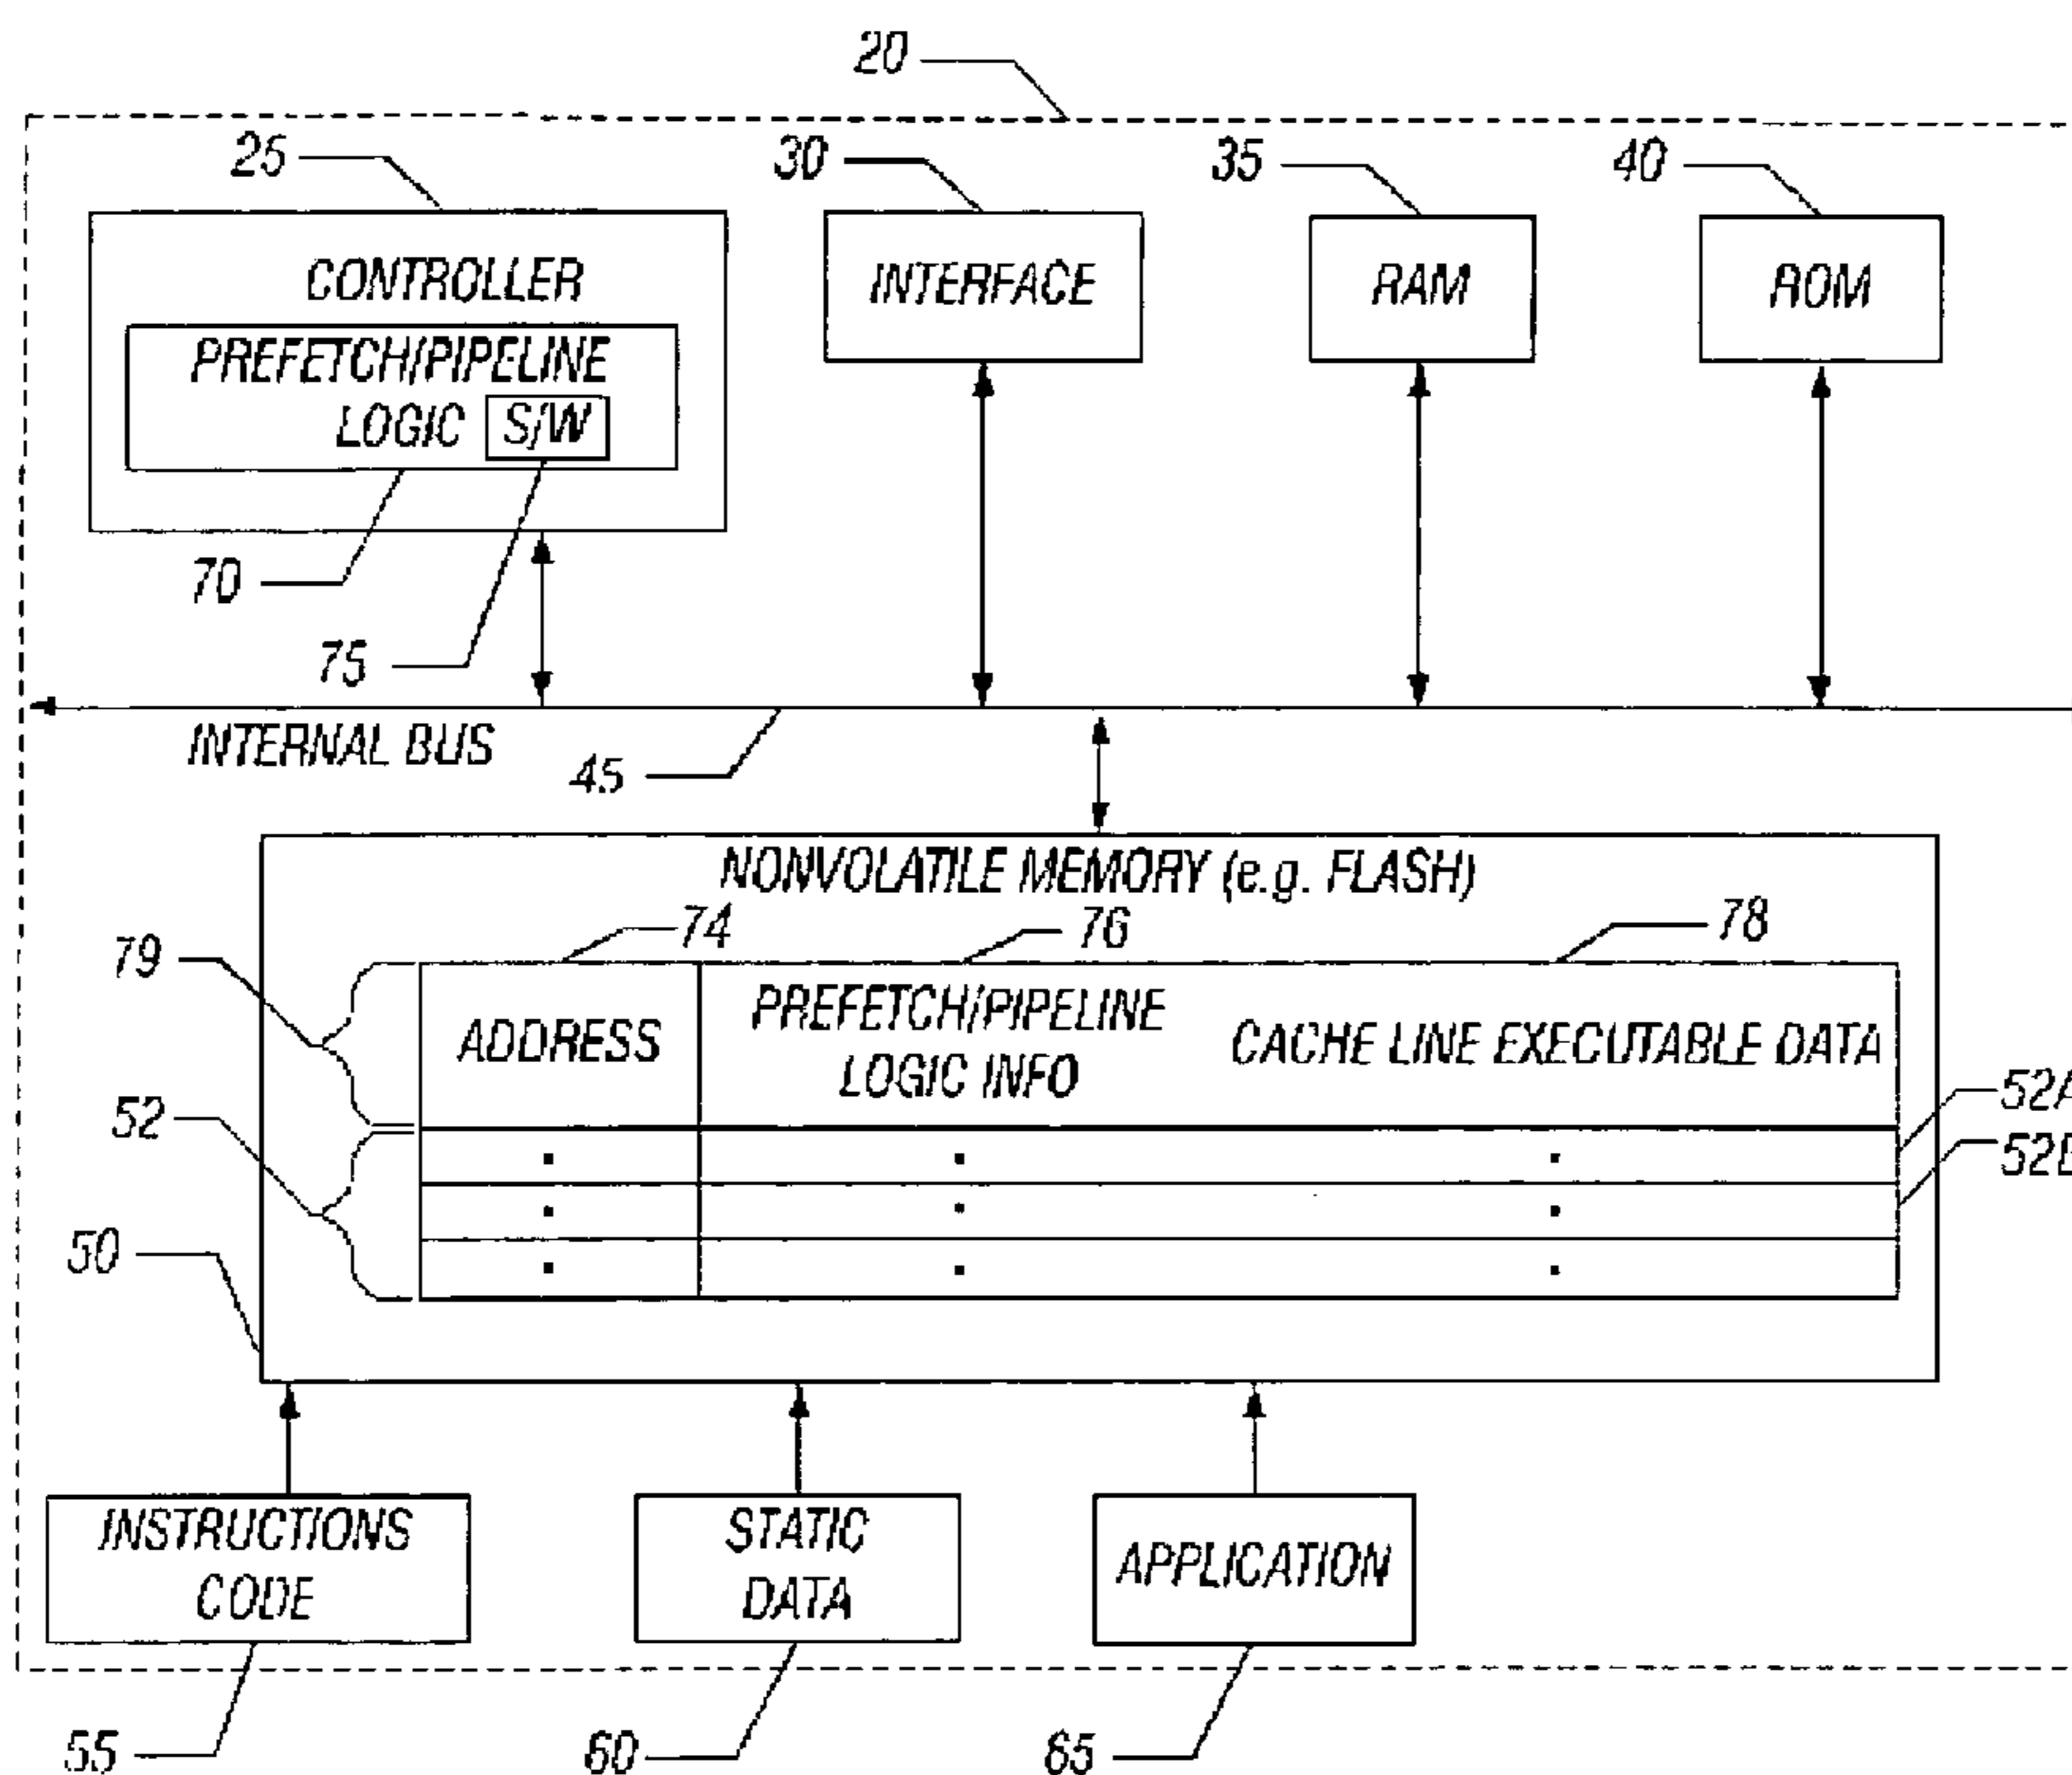 20
25
30
35
40
CONTROLLER
INTERFACE
RAM
ROM
PREFETCH/PIPELINE
LOGIC
S/W
70
75
INTERNAL BUS
45
NONVOLATILE MEMORY (e.g. FLASH)
74
76
78
79
ADDRESS
PREFETCH/PIPELINE
LOGIC INFO
CACHE LINE EXECUTABLE DATA
52
52A
50
INSTRUCTIONS
CODE
STATIC
DATA
APPLICATION
55
60
65